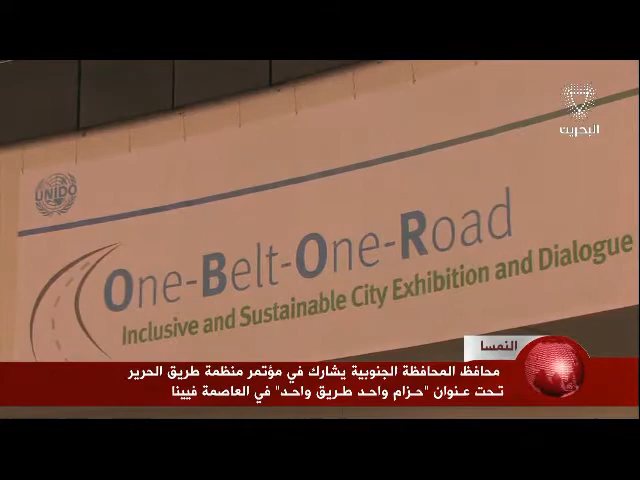 البحرين
UNIDO
One-Belt-One-Road
Inclusive and Sustainable City Exhibition and Dialogue
النمسا
محافظ المحافظة الجنوبية يشارك في مؤتمر منظمة طريق الحرير
تحت عنوان "حزام واحد طريق واحد" في العاصمة فيينا